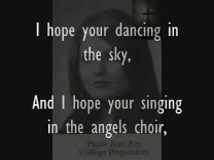 I hope your dancing in
the sky,
And I hope your singing
in the angels choir,